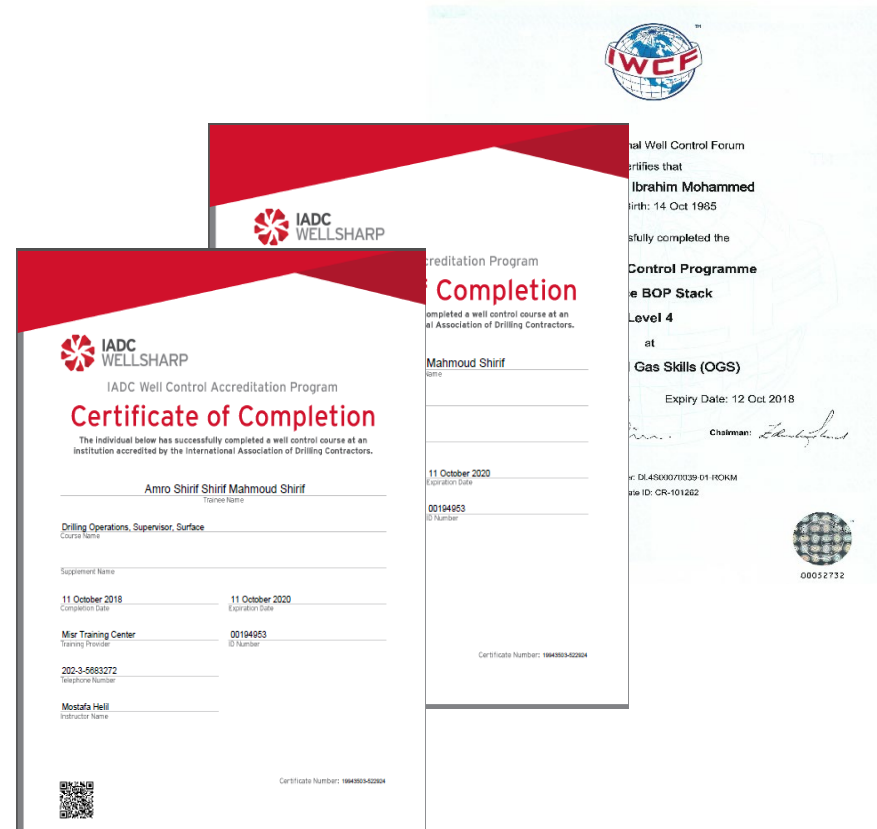 IWCF
TM
nal Well Control Forum
ertifies that
Ibrahim Mohammed
irth: 14 Oct 1985
sfully completed the
Control Programme
e BOP Stack
Level 4
at
Gas Skills (OGS)
Expiry Date: 12 Oct 2018
Chairman:
r: DL4S00070039-01-ROKM
ate ID: CR-101262
00052732
IADC
WELLSHARP
creditation Program
Completion
ompleted a well control course at an
al Association of Drilling Contractors.
Mahmoud Shirif
Name
11 October 2020
Expiration Date
00194953
ID Number
Certificate Number: 19943503-522924
IADC
WELLSHARP
IADC Well Control Accreditation Program
Certificate of Completion
The individual below has successfully completed a well control course at an
institution accredited by the International Association of Drilling Contractors.
Amro Shirif Shirif Mahmoud Shirif
Trainee Name
Drilling Operations, Supervisor, Surface
Course Name
Supplement Name
11 October 2018
Completion Date
11 October 2020
Expiration Date
Misr Training Center
Training Provider
00194953
ID Number
202-3-5683272
Telephone Number
Mostafa Helil
Instructor Name
Certificate Number: 19943503-522924